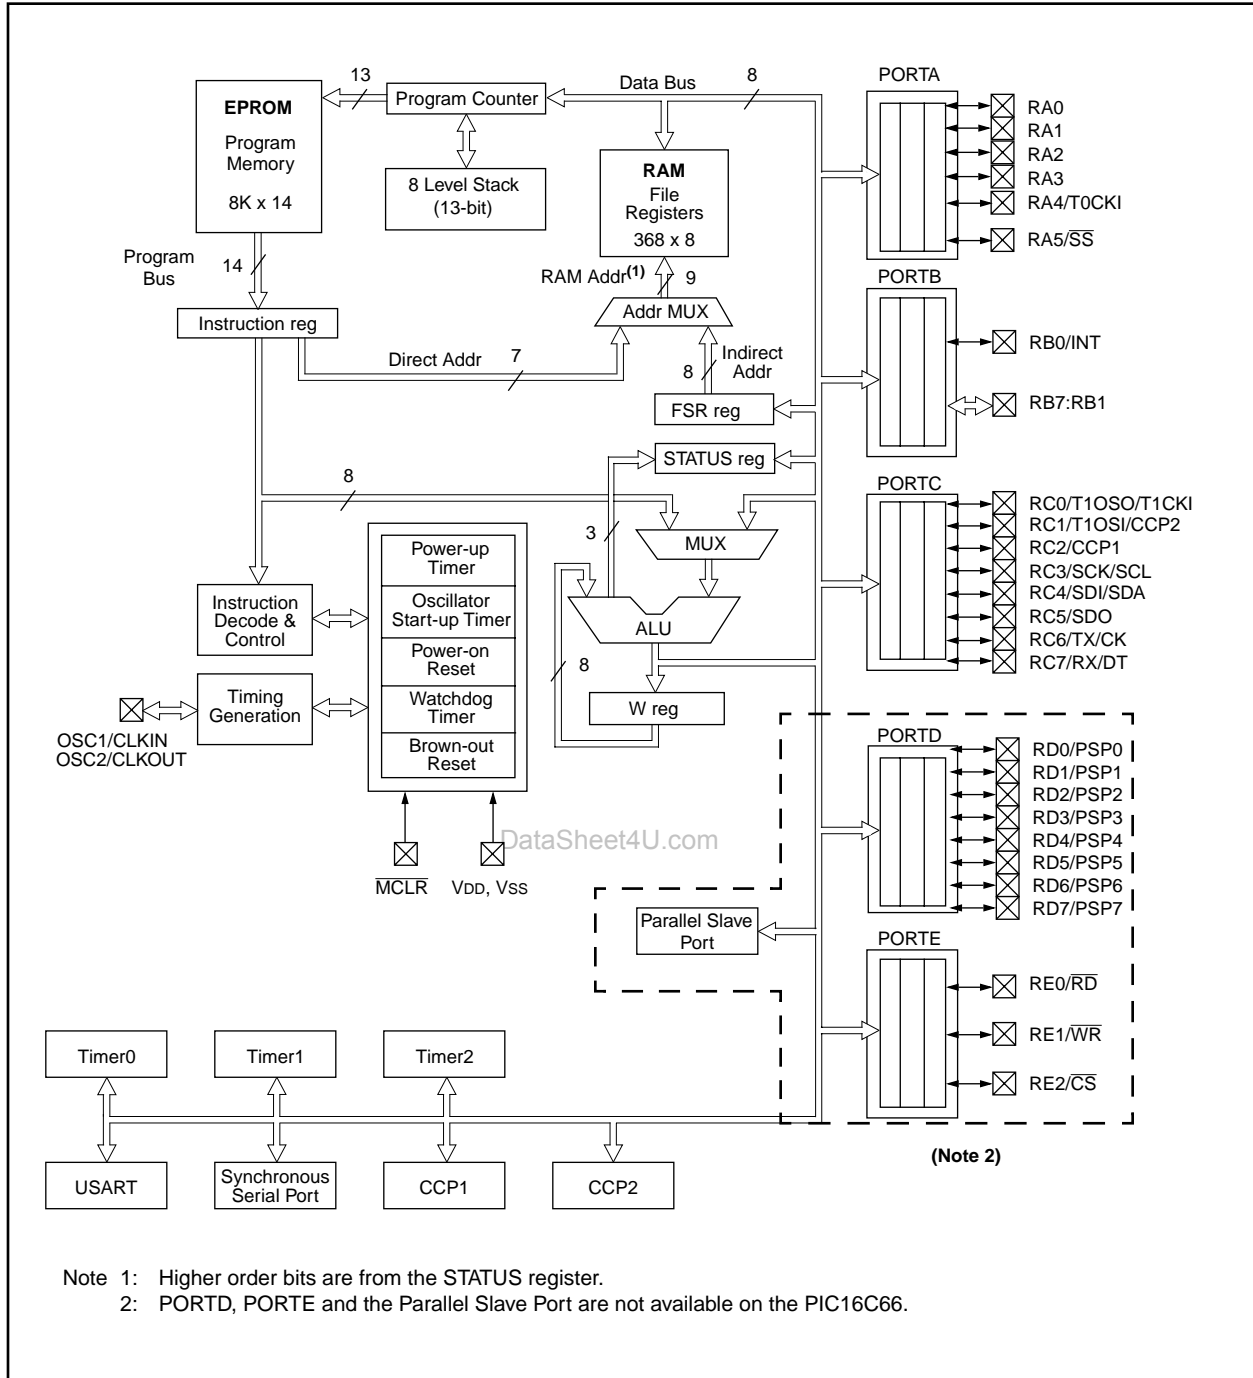 13
Data Bus
8
PORTA
EPROM
Program
Memory
8K x 14
Program Counter
8 Level Stack
(13-bit)
RAM
File
Registers
368 x 8
RA0
RA1
RA2
RA3
RA4/T0CKI
RA5/SS
Program
Bus
14
RAM Addr(1)
9
PORTB
Instruction reg
Addr MUX
Direct Addr
7
8
Indirect
Addr
RB0/INT
RB7:RB1
FSR reg
STATUS reg
8
3
MUX
PORTC
RC0/T1OSO/T1CKI
RC1/T1OSI/CCP2
RC2/CCP1
RC3/SCK/SCL
RC4/SDI/SDA
RC5/SDO
RC6/TX/CK
RC7/RX/DT
Power-up
Timer
Oscillator
Start-up Timer
Power-on
Reset
Watchdog
Timer
Brown-out
Reset
Instruction
Decode &
Control
Timing
Generation
OSC1/CLKIN
OSC2/CLKOUT
ALU
8
W reg
MCLR
VDD, VSS
DataSheet4U.com
PORTD
RD0/PSP0
RD1/PSP1
RD2/PSP2
RD3/PSP3
RD4/PSP4
RD5/PSP5
RD6/PSP6
RD7/PSP7
Parallel Slave
Port
PORTE
RE0/RD
RE1/WR
RE2/CS
(Note 2)
Timer0
Timer1
Timer2
USART
Synchronous
Serial Port
CCP1
CCP2
Note 1: Higher order bits are from the STATUS register.
2: PORTD, PORTE and the Parallel Slave Port are not available on the PIC16C66.